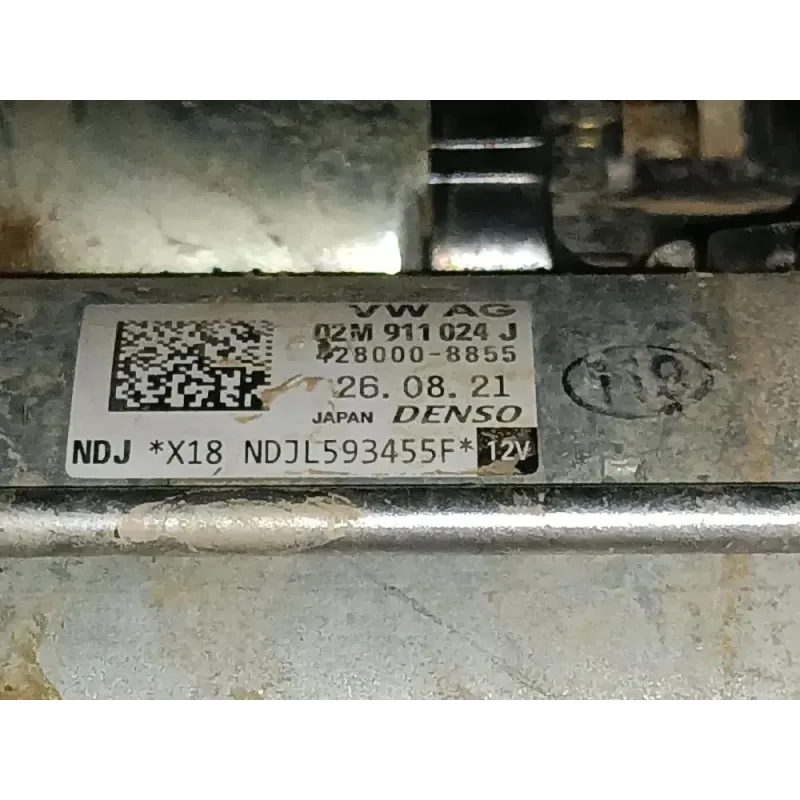 VW AG
02M 911 024 J
428000-8855
26.08.21
JAPAN DENSO
NDJ *X18 NDJL593455F* 12V